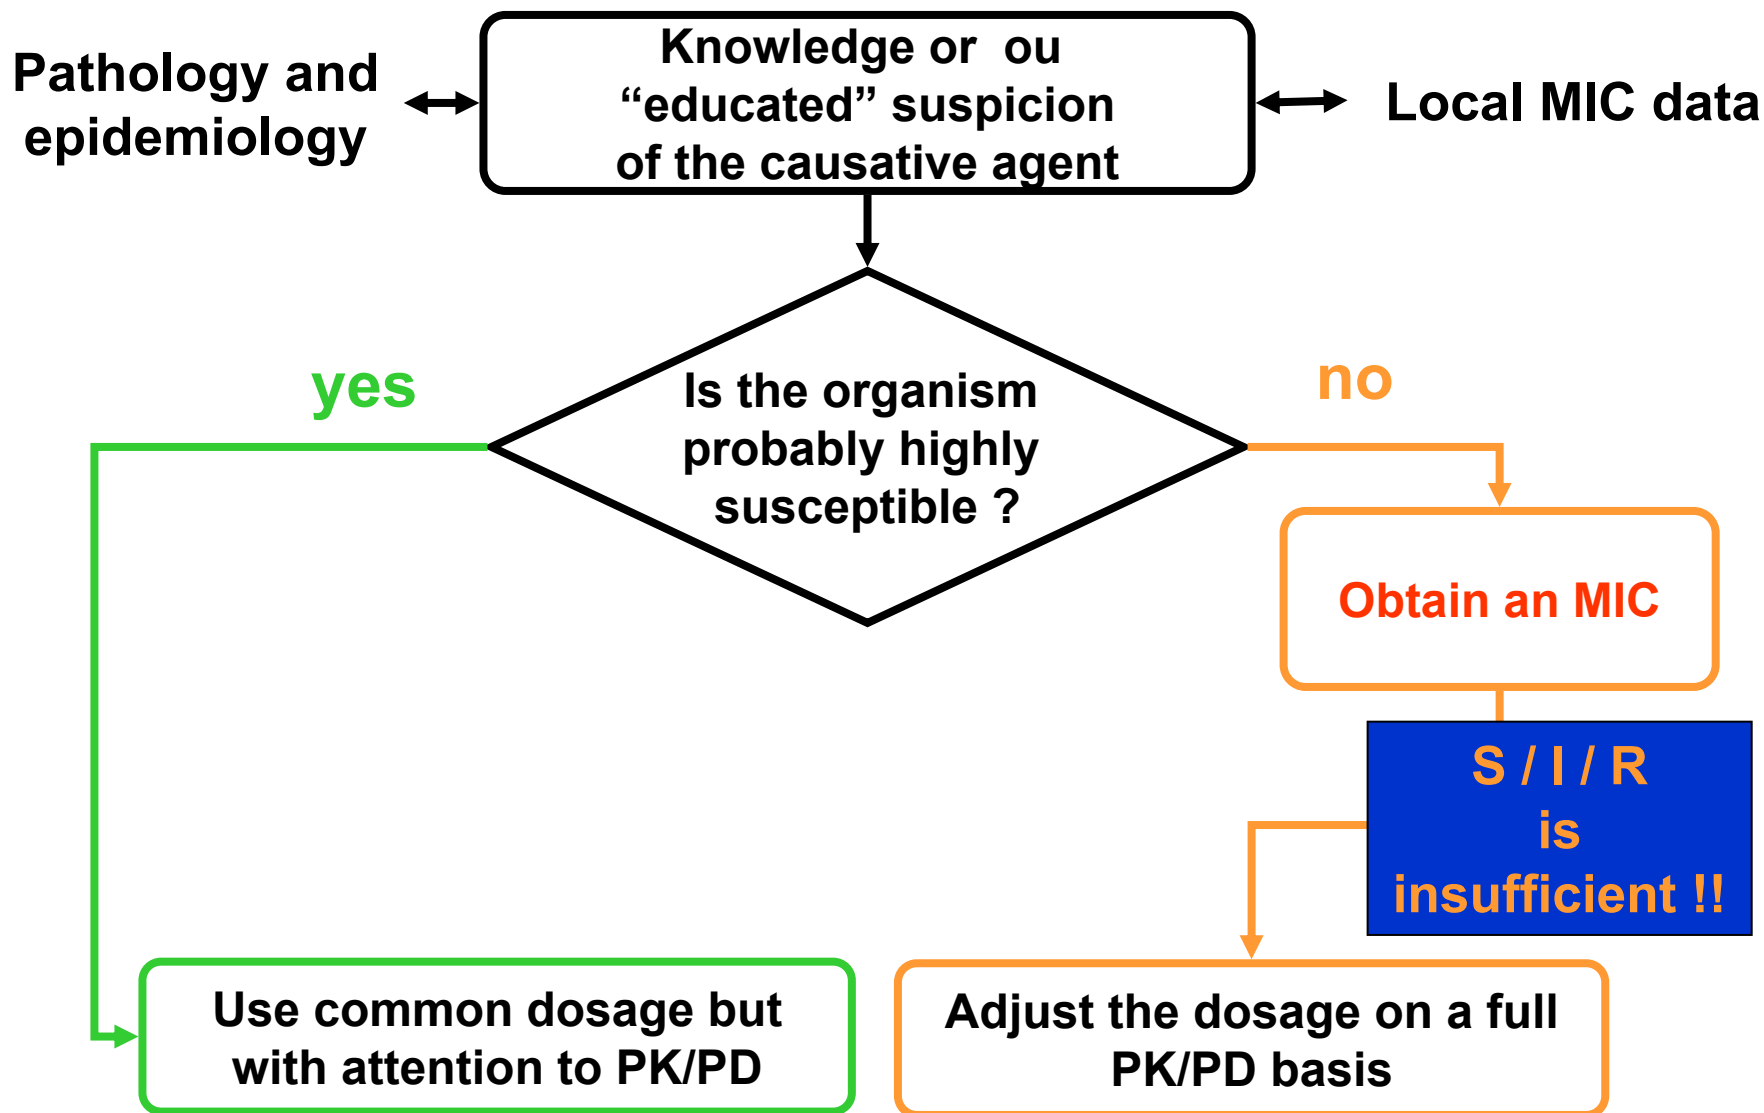 Pathology and
epidemiology
Knowledge or  ou
“educated” suspicion
of the causative agent
Local MIC data
yes
Is the organism
probably highly
susceptible ?
no
Obtain an MIC
S / I / R
is
insufficient !!
Use common dosage but
with attention to PK/PD
Adjust the dosage on a full
PK/PD basis